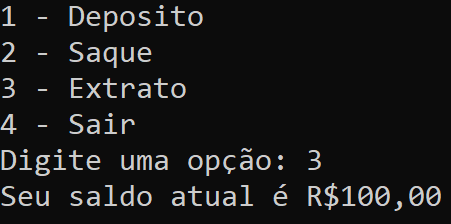 1 - Deposito
2 - Saque
3 - Extrato
4 - Sair
Digite uma opção: 3
Seu saldo atual é R$100,00